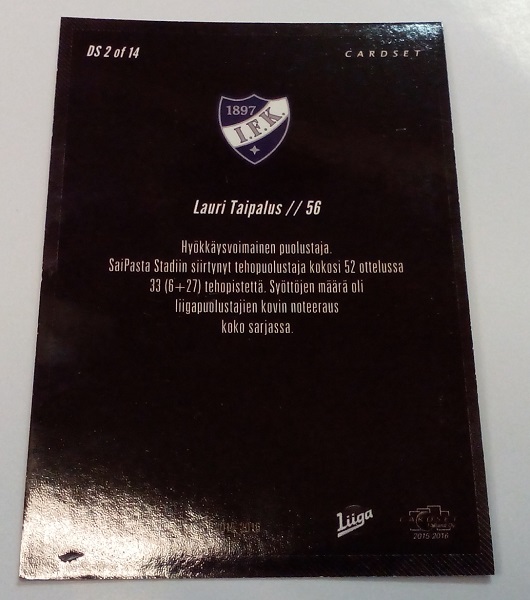 DS 2 of 14
CARDSET
1897
I.F.K.
Lauri Taipalus // 56
Hyökkäysvoimainen puolustaja.
SaiPasta Stadiin siirtynyt tehopuolustaja kokosi 52 ottelussa
33 (6+27) tehopistettä. Syöttöjen määrä oli
liigapuolustajien kovin noteeraus
koko sarjassa.
Liiga
2015-2016